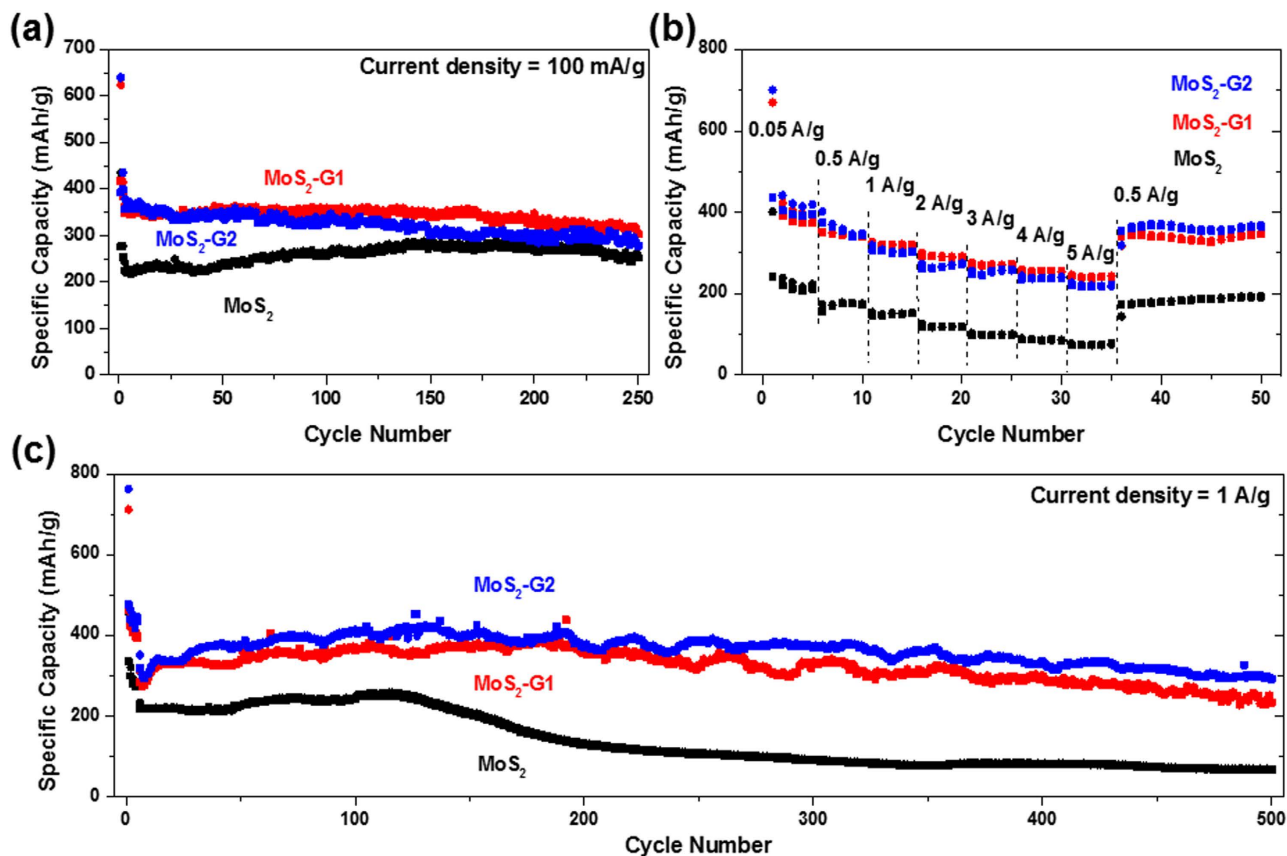 (a)
700
600
500
400
300
200
100
0
Specific Capacity (mAh/g)
Current density = 100 mA/g
MoS2-G1
MoS2-G2
MoS2
0 50 100 150 200 250
Cycle Number
(b)
800
600
400
200
0
Specific Capacity (mAh/g)
MoS2-G2
MoS2-G1
MoS2
0.05 A/g
0.5 A/g
1 A/g
2 A/g
3 A/g
4 A/g
5 A/g
0.5 A/g
0 10 20 30 40 50
Cycle Number
(c)
800
600
400
200
0
Specific Capacity (mAh/g)
Current density = 1 A/g
MoS2-G2
MoS2-G1
MoS2
0 100 200 300 400 500
Cycle Number